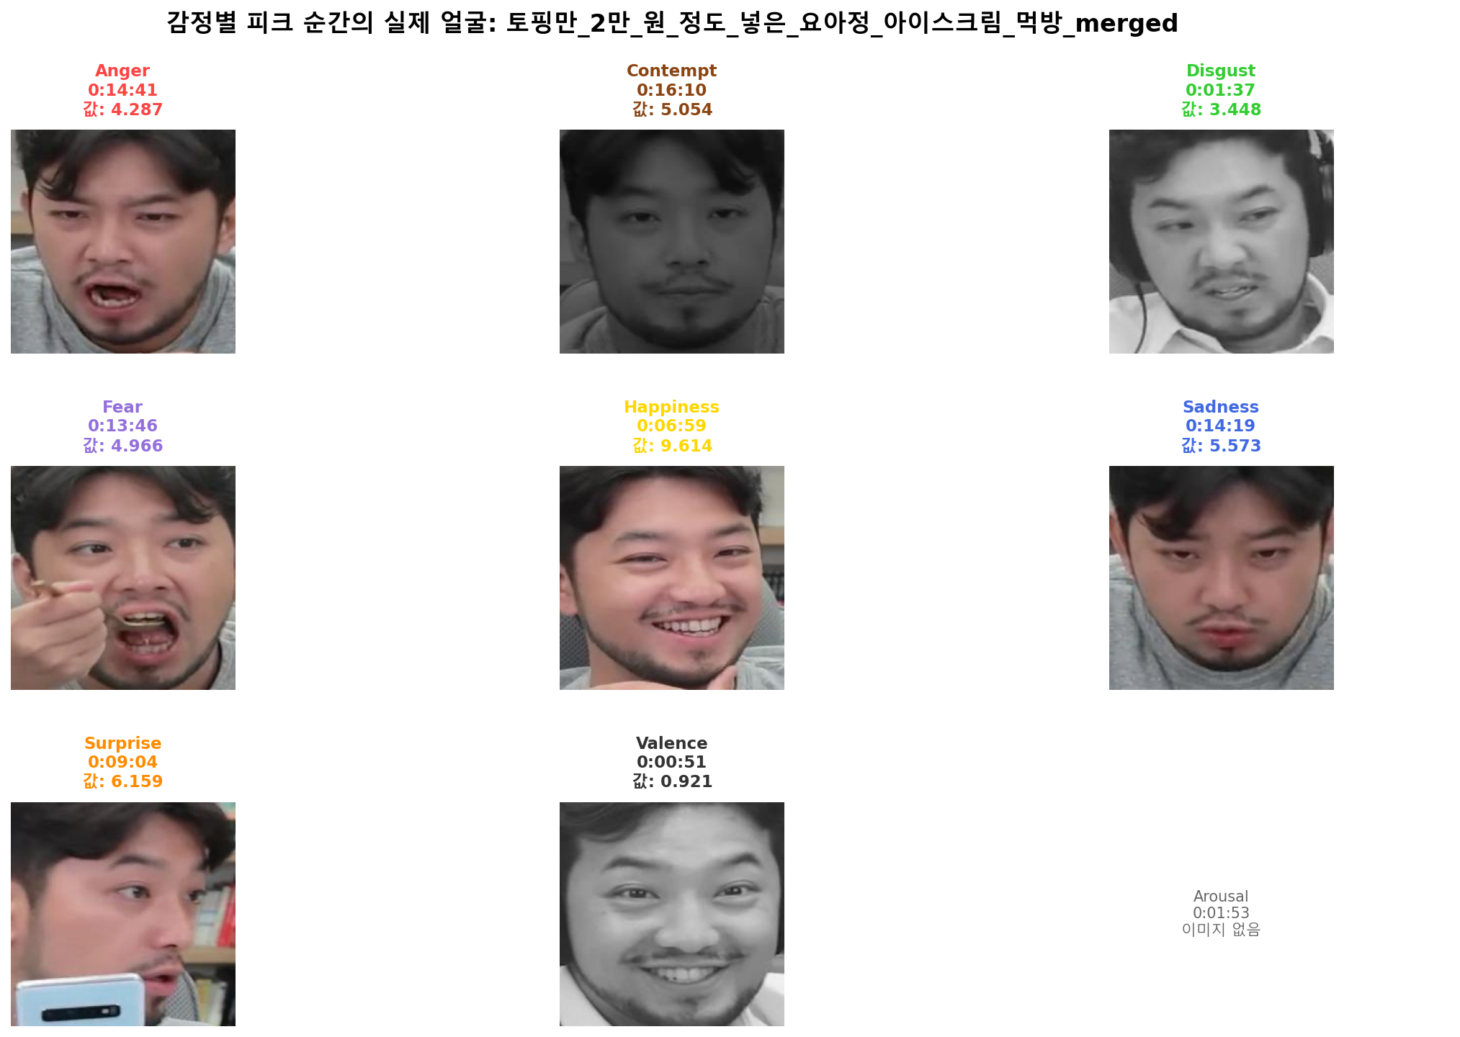 감정별 피크 순간의 실제 얼굴: 토핑만_2만_원_정도_넣은_요아정_아이스크림_먹방_merged
Anger
0:14:41
값: 4.287
Contempt
0:16:10
값: 5.054
Disgust
0:01:37
값: 3.448
Fear
0:13:46
값: 4.966
Happiness
0:06:59
값: 9.614
Sadness
0:14:19
값: 5.573
Surprise
0:09:04
값: 6.159
Valence
0:00:51
값: 0.921
Arousal
0:01:53
이미지 없음